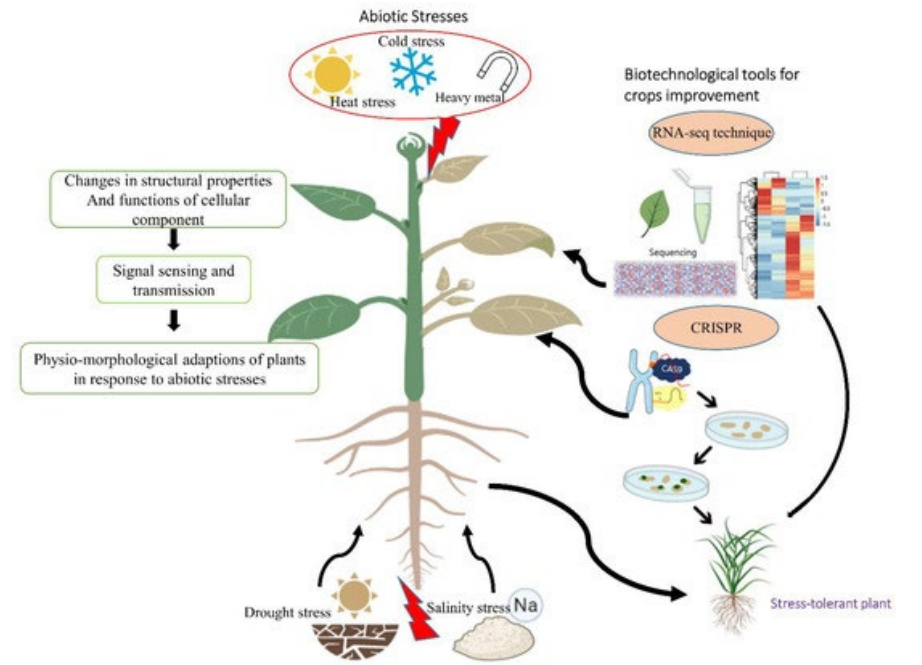 Abiotic Stresses
Cold stress
Heat stress
Heavy metal
Changes in structural properties
And functions of cellular
component
Signal sensing and
transmission
Physio-morphological adaptions of plants
in response to abiotic stresses
Biotechnological tools for
crops improvement
RNA-seq technique
Sequencing
CRISPR
CAS9
Drought stress
Salinity stress
Na
Stress-tolerant plant